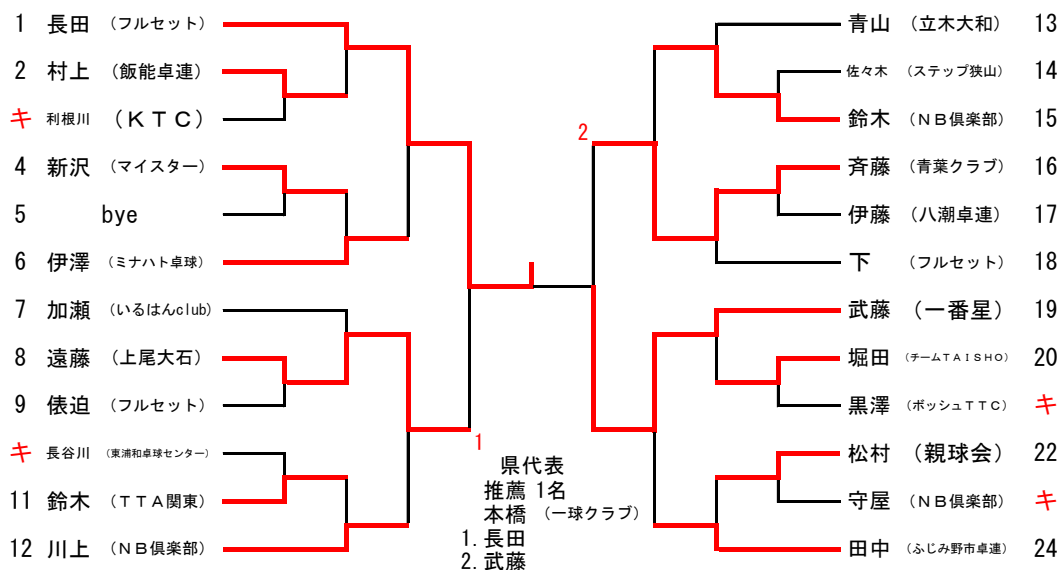 1 長田 (フルセット)
2 村上 (飯能卓連)
キ 利根川 (ＫＴＣ)
4 新沢 (マイスター)
5 bye
6 伊澤 (ミナハト卓球)
7 加瀬 (いるはんclub)
8 遠藤 (上尾大石)
9 俵迫 (フルセット)
キ 長谷川 (東浦和卓球センター)
11 鈴木 (ＴＴＡ関東)
12 川上 (ＮＢ倶楽部)
2
1
県代表
推薦 1名
本橋 (一球クラブ)
1. 長田
2. 武藤
青山 (立木大和) 13
佐々木 (ステップ狭山) 14
鈴木 (ＮＢ倶楽部) 15
斉藤 (青葉クラブ) 16
伊藤 (八潮卓連) 17
下 (フルセット) 18
武藤 (一番星) 19
堀田 (チームＴＡＩＳＨＯ) 20
黒澤 (ボッシュＴＴＣ) キ
松村 (親球会) 22
守屋 (ＮＢ倶楽部) キ
田中 (ふじみ野市卓連) 24